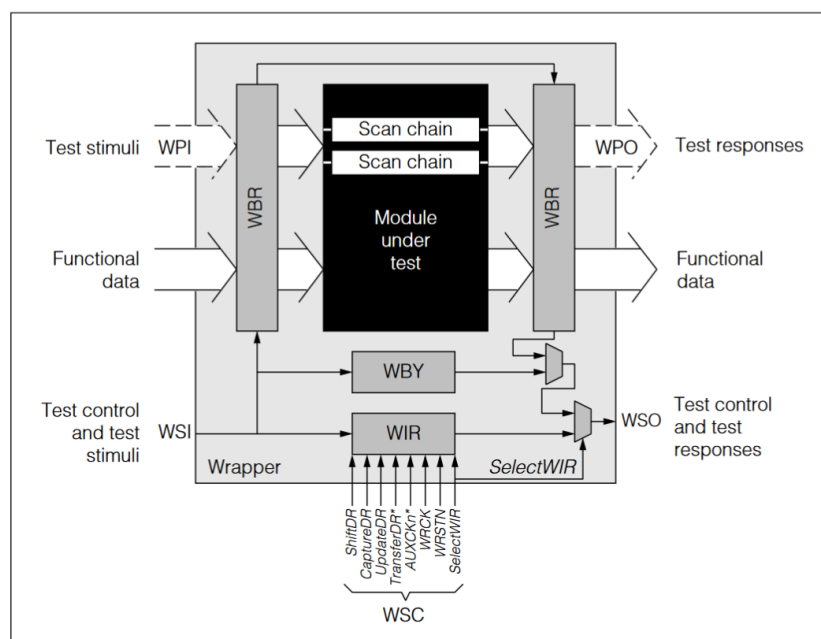 Test stimuli
WPI
WBR
Scan chain
Scan chain
Module
under
test
WBR
WPO
Test responses
Functional
data
Functional
data
WBY
Test control
and test
stimuli
WSI
WIR
WSO
Test control
and test
responses
Wrapper
SelectWIR
ShiftDR
CaptureDR
UpdateDR
TransferDR*
AUXCKn*
WRCK
WRSTN
SelectWIR
WSC